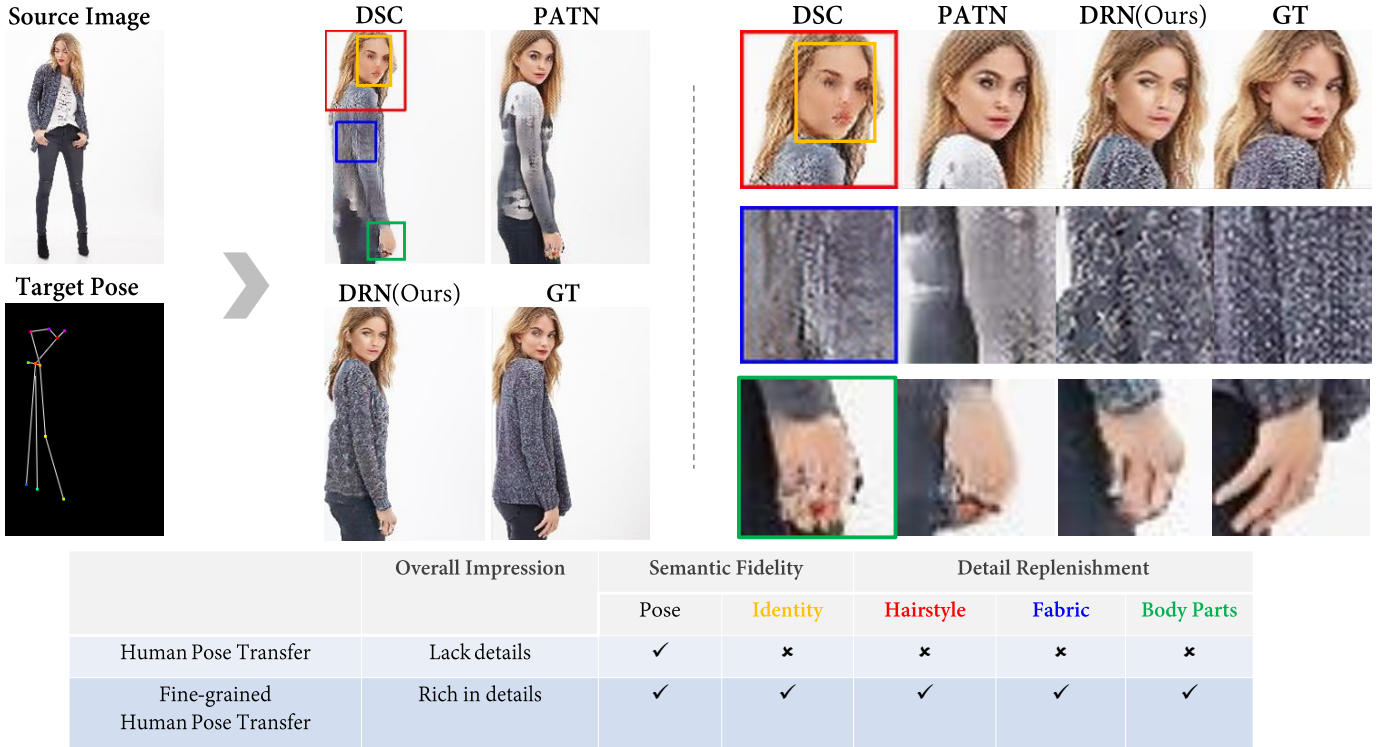 Source Image
DSC
PATN
DSC
PATN
DRN(Ours)
GT
Target Pose
DRN(Ours)
GT
Overall Impression
Semantic Fidelity
Detail Replenishment
Pose
Identity
Hairstyle
Fabric
Body Parts
Human Pose Transfer
Lack details
✓
✘
✘
✘
✘
Fine-grained
Human Pose Transfer
Rich in details
✓
✓
✓
✓
✓